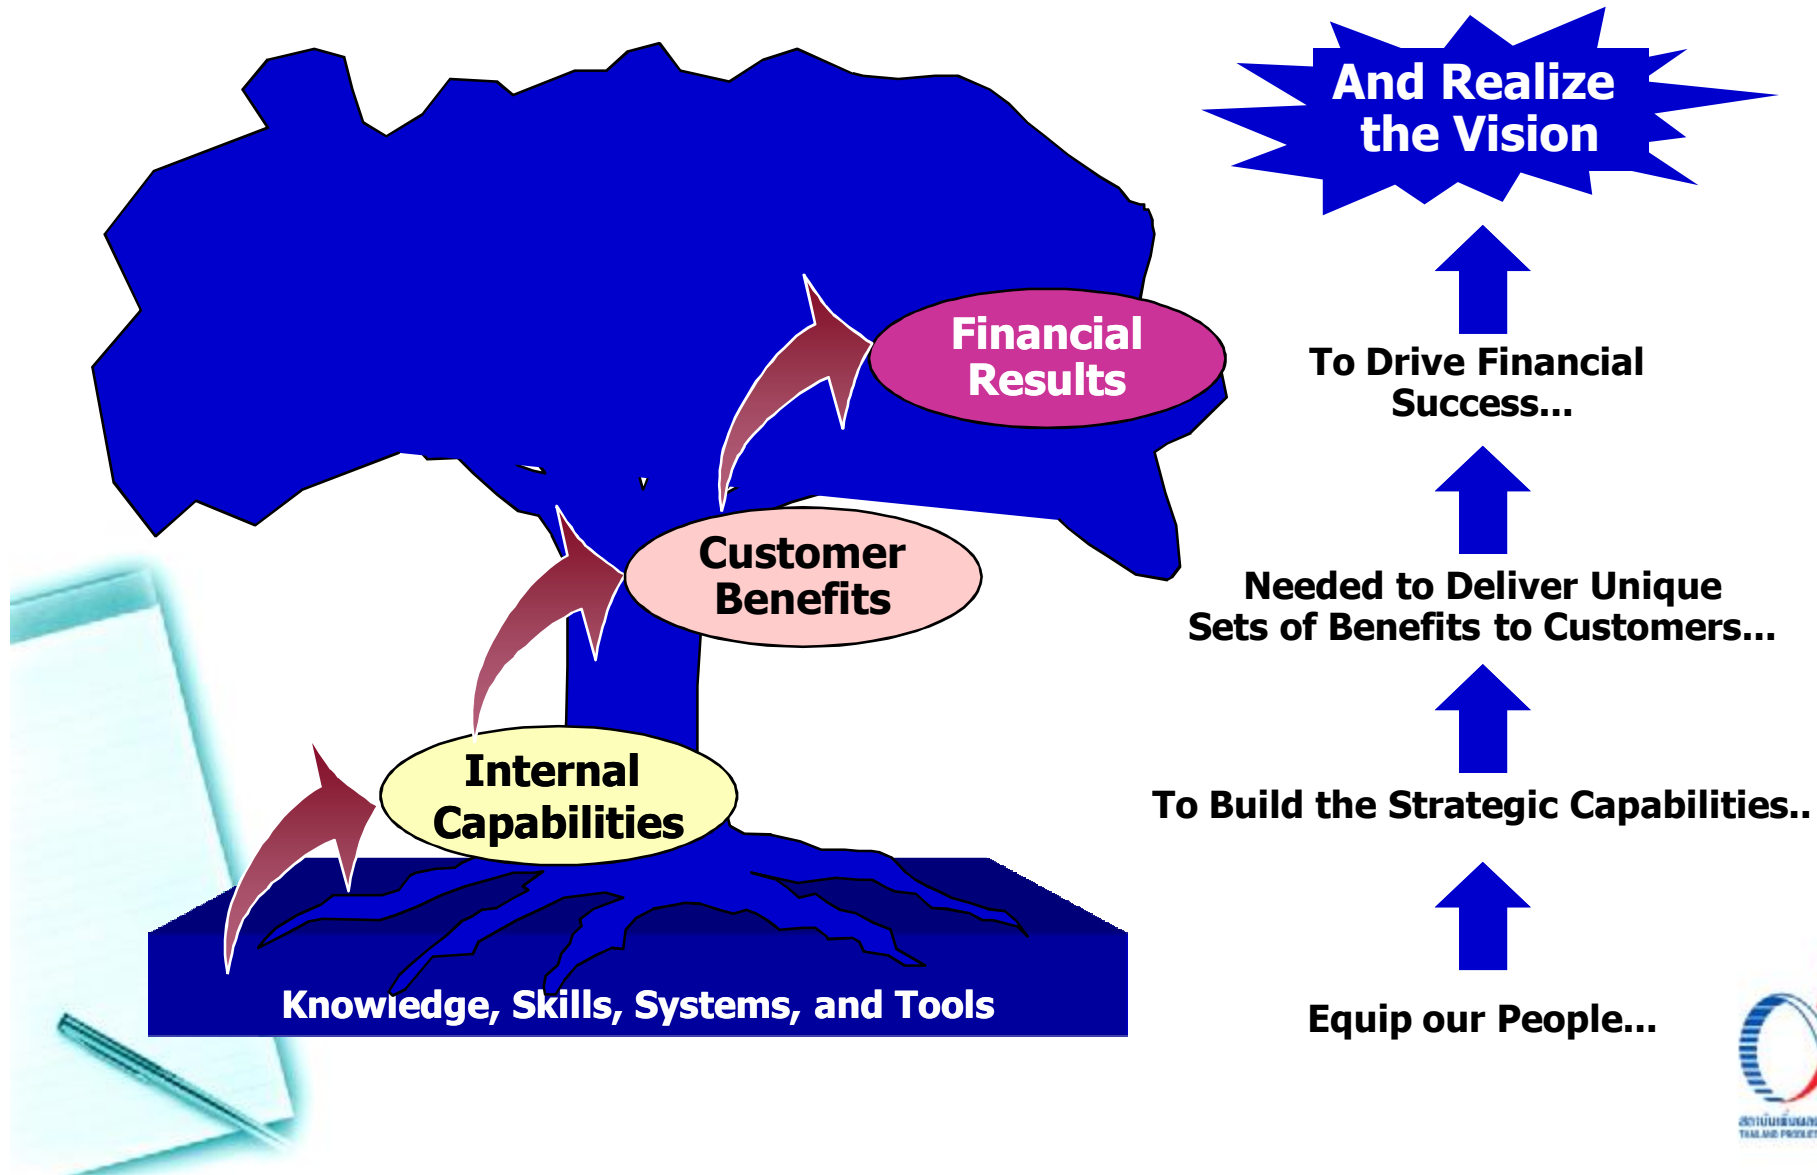 And Realize
the Vision
Financial
Results
To Drive Financial
Success...
Customer
Benefits
Needed to Deliver Unique
Sets of Benefits to Customers...
Internal
Capabilities
To Build the Strategic Capabilities..
Knowledge, Skills, Systems, and Tools
Equip our People...
THAILAND